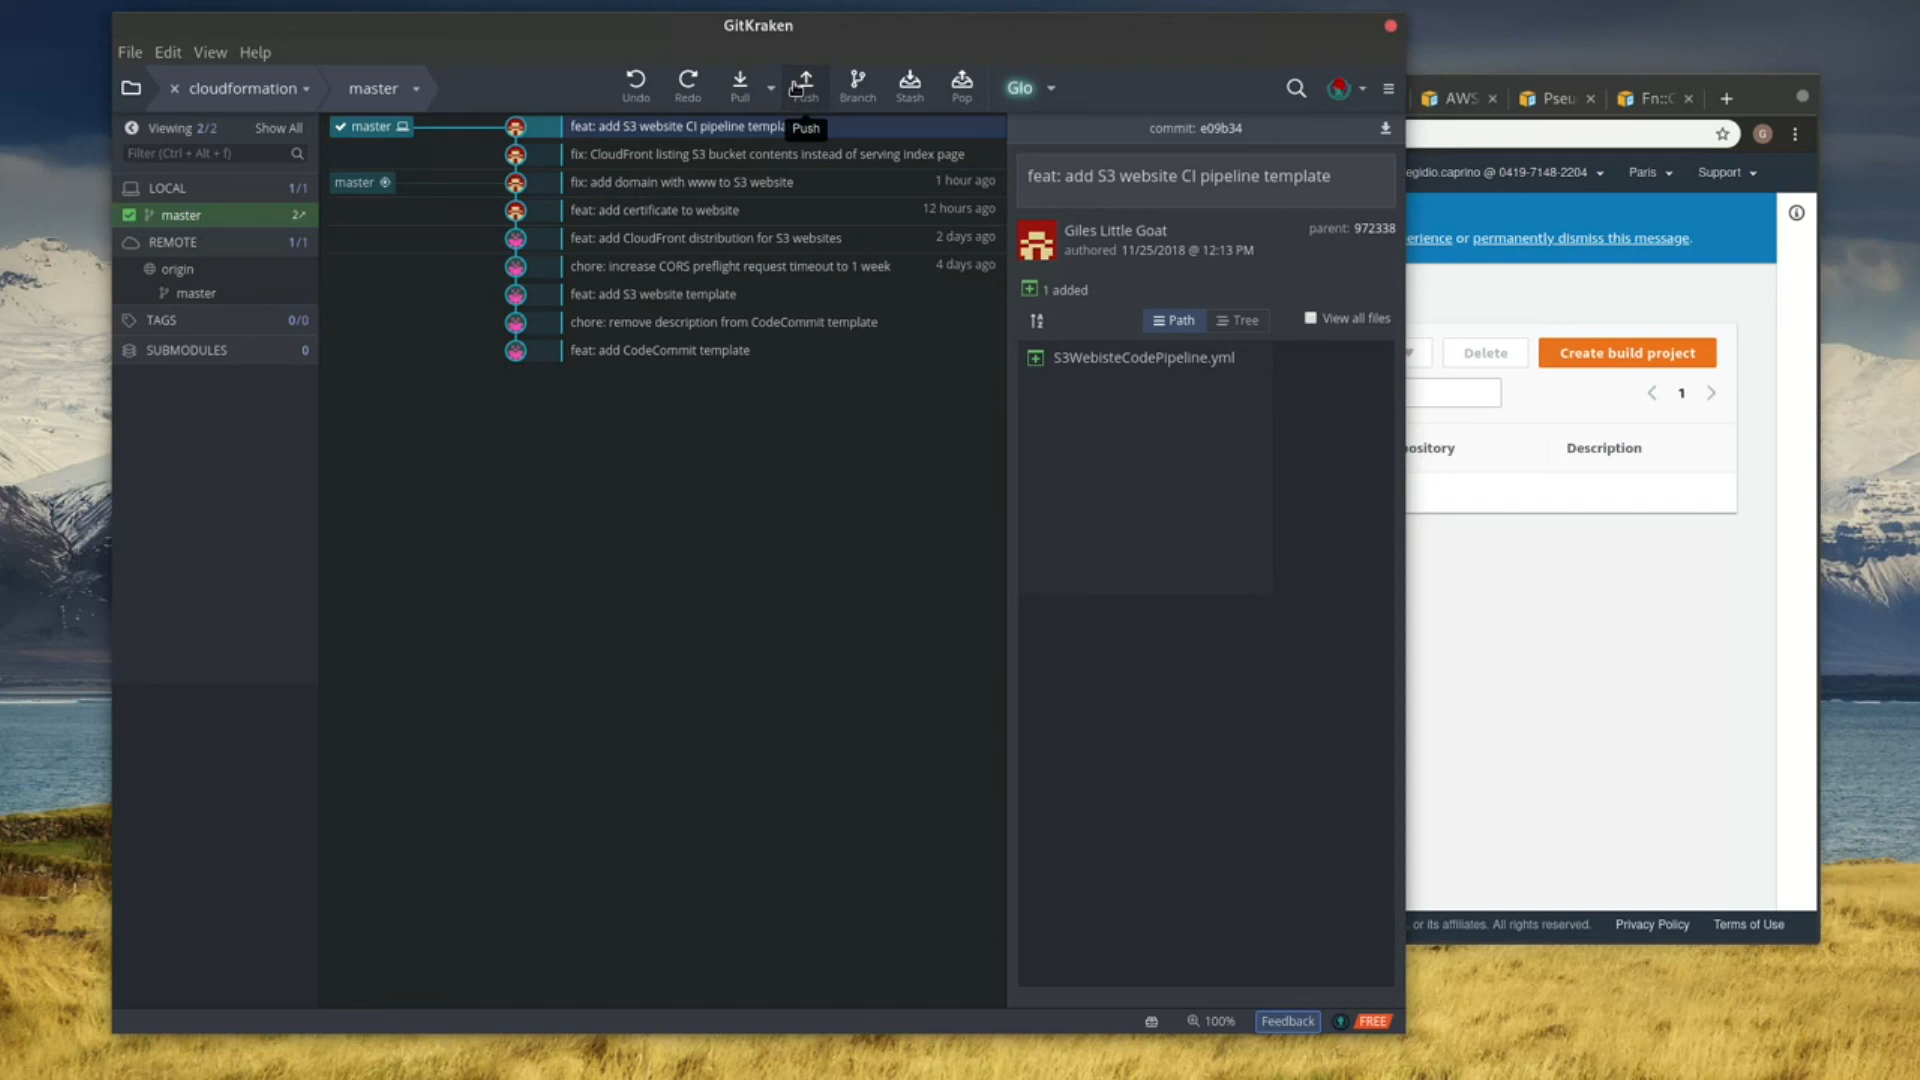 GitKraken
File Edit View Help
cloudformation master
Undo Redo Pull Push Branch Stash Pop Glo
AWS Pseu Fn::C
Push
Viewing 2/2 Show All
Filter (Ctrl + Alt + f)
LOCAL 1/1
master 2
REMOTE 1/1
origin
master
TAGS 0/0
SUBMODULES 0
master feat: add S3 website CI pipeline templa
fix: CloudFront listing S3 bucket contents instead of serving index page
master fix: add domain with www to S3 website 1 hour ago
feat: add certificate to website 12 hours ago
feat: add CloudFront distribution for S3 websites 2 days ago
chore: increase CORS preflight request timeout to 1 week 4 days ago
feat: add S3 website template
chore: remove description from CodeCommit template
feat: add CodeCommit template
commit: e09b34
feat: add S3 website CI pipeline template
Giles Little Goat parent: 972338
authored 11/25/2018 @ 12:13 PM
1 added
Path Tree View all files
S3WebisteCodePipeline.yml
100% Feedback FREE
G
egidio.caprino @ 0419-7148-2204 Paris Support
erience or permanently dismiss this message.
Delete Create build project
1
ository Description
or its affiliates. All rights reserved. Privacy Policy Terms of Use